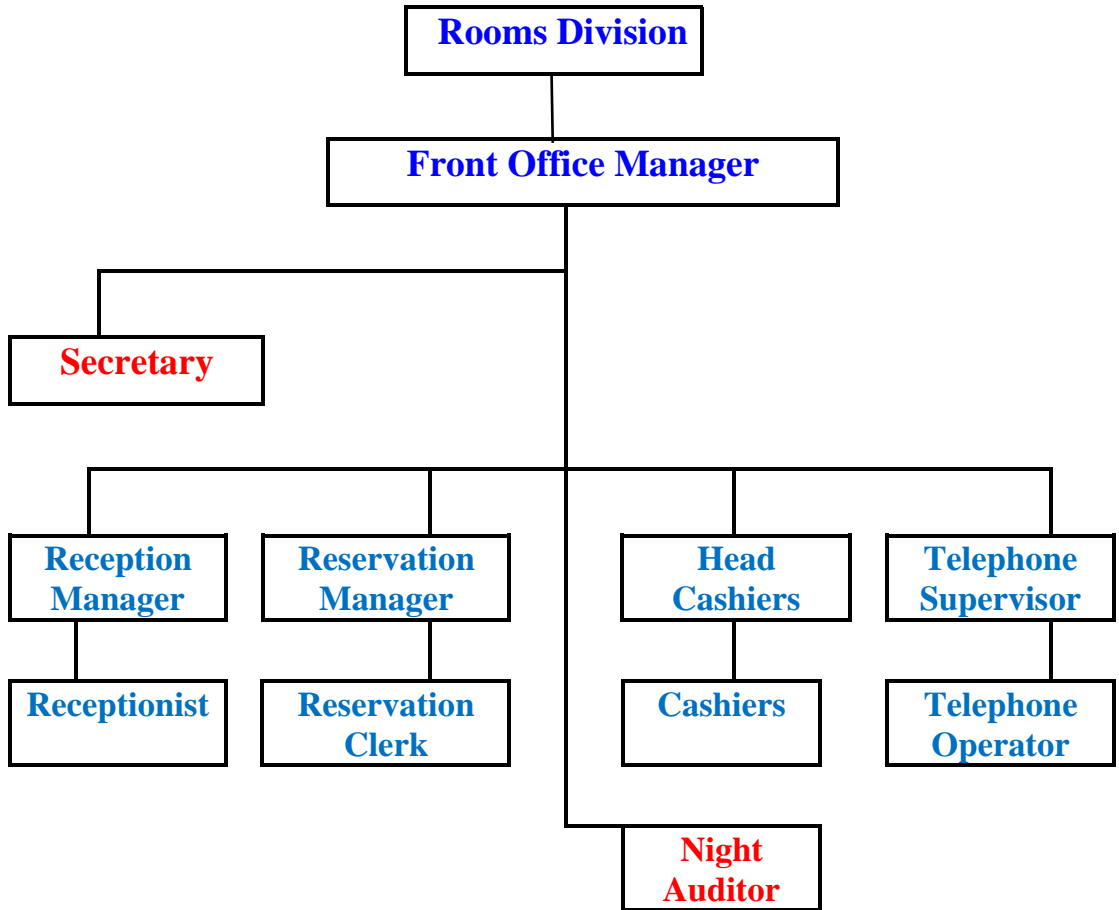 Rooms Division
Front Office Manager
Secretary
Reception
Manager
Reservation
Manager
Head
Cashiers
Telephone
Supervisor
Receptionist
Reservation
Clerk
Cashiers
Telephone
Operator
Night
Auditor